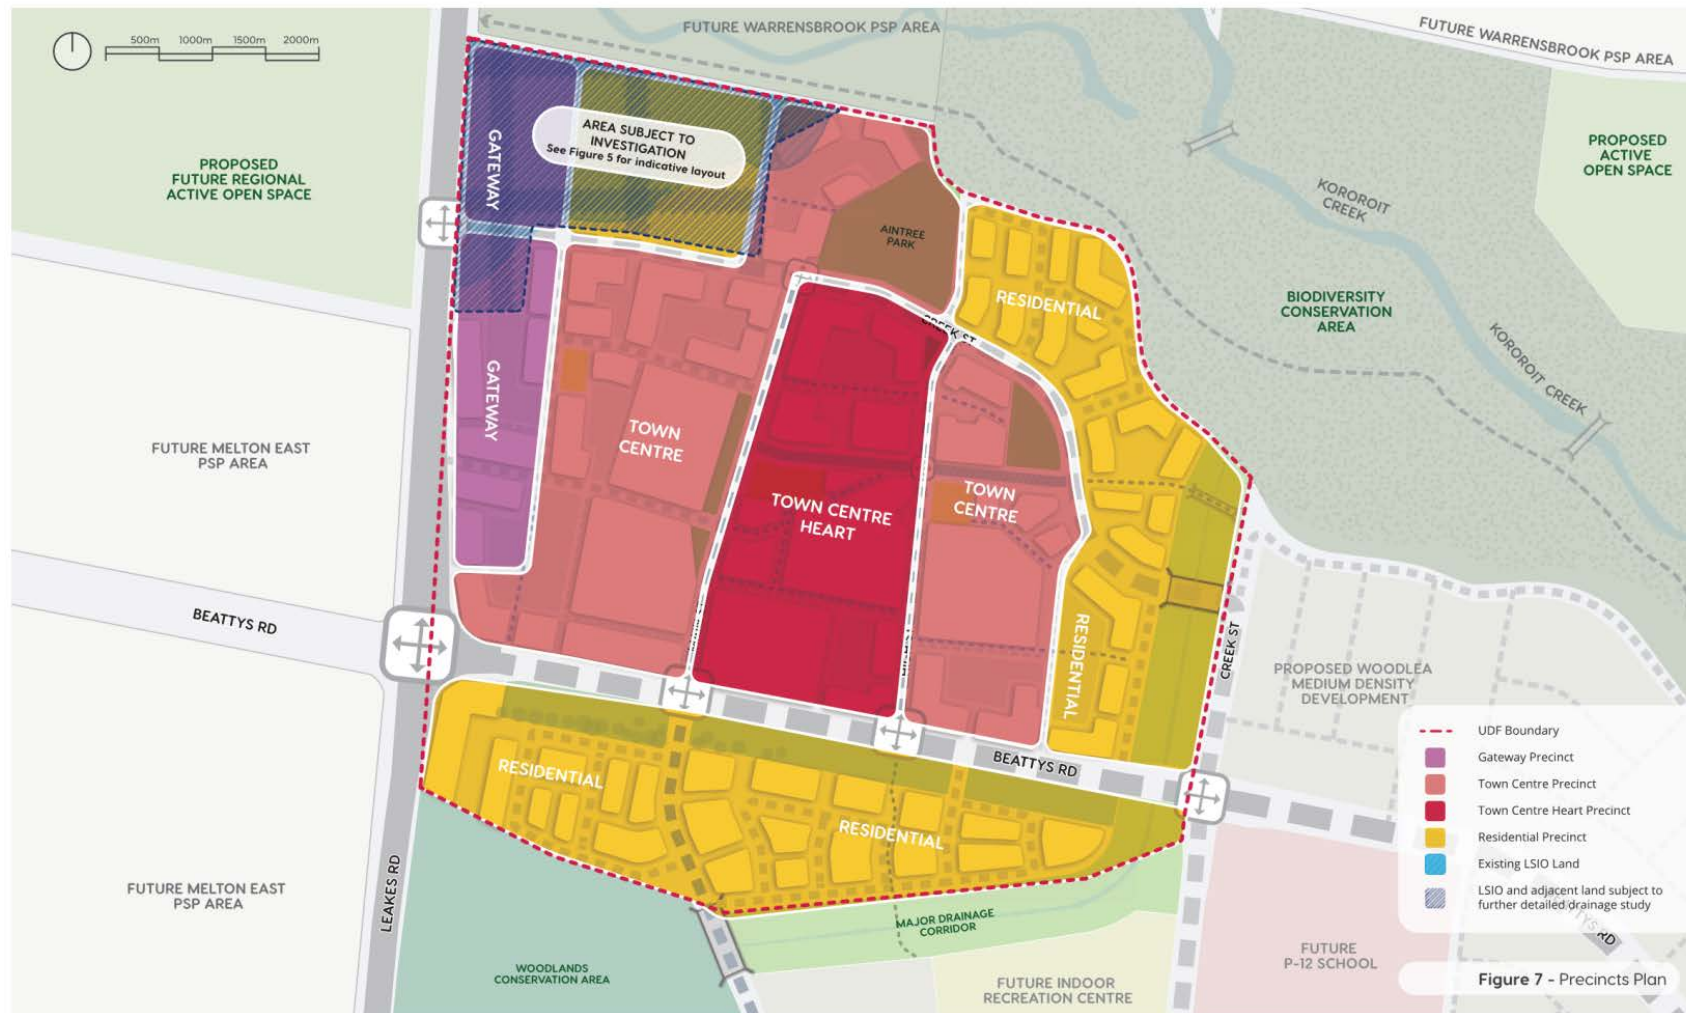 FUTURE WARRENSBROOK PSP AREA
FUTURE WARRENSBROOK PSP AREA
500m 1000m 1500m 2000m
PROPOSED
FUTURE REGIONAL
ACTIVE OPEN SPACE
GATEWAY
AREA SUBJECT TO
INVESTIGATION
See Figure 5 for indicative layout
PROPOSED
ACTIVE
OPEN SPACE
KOROROIT
CREEK
AINTREE
PARK
RESIDENTIAL
BIODIVERSITY
CONSERVATION
AREA
KOROROIT CREEK
CREEK ST
GATEWAY
TOWN
CENTRE
FUTURE MELTON EAST
PSP AREA
TOWN CENTRE
HEART
TOWN
CENTRE
BEATTYS RD
RESIDENTIAL
CREEK ST
PROPOSED WOODLEA
MEDIUM DENSITY
DEVELOPMENT
BEATTYS RD
RESIDENTIAL
RESIDENTIAL
FUTURE MELTON EAST
PSP AREA
LEAKES RD
MAJOR DRAINAGE
CORRIDOR
WOODLANDS
CONSERVATION AREA
FUTURE INDOOR
RECREATION CENTRE
FUTURE
P-12 SCHOOL
UDF Boundary
Gateway Precinct
Town Centre Precinct
Town Centre Heart Precinct
Residential Precinct
Existing LSIO Land
LSIO and adjacent land subject to
further detailed drainage study
BEATTYS RD
Figure 7 - Precincts Plan